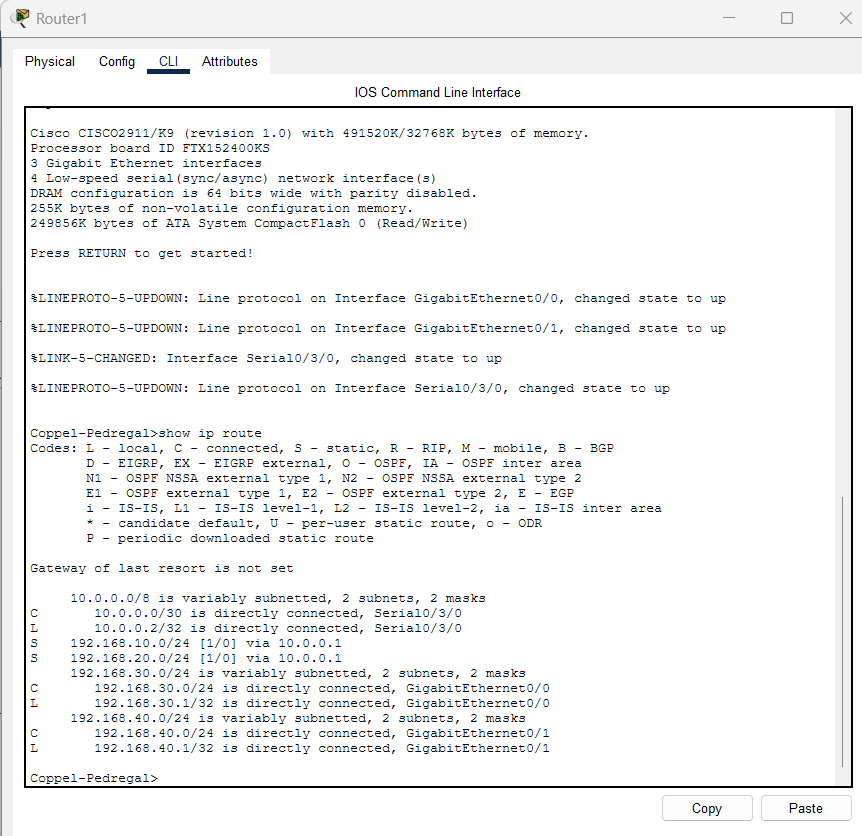 Router1
Physical Config CLI Attributes
IOS Command Line Interface
Cisco CISCO2911/K9 (revision 1.0) with 491520K/32768K bytes of memory.
Processor board ID FTX152400KS
3 Gigabit Ethernet interfaces
4 Low-speed serial(sync/async) network interface(s)
DRAM configuration is 64 bits wide with parity disabled.
255K bytes of non-volatile configuration memory.
249856K bytes of ATA System CompactFlash 0 (Read/Write)
Press RETURN to get started!
%LINEPROTO-5-UPDOWN: Line protocol on Interface GigabitEthernet0/0, changed state to up
%LINEPROTO-5-UPDOWN: Line protocol on Interface GigabitEthernet0/1, changed state to up
%LINK-5-CHANGED: Interface Serial0/3/0, changed state to up
%LINEPROTO-5-UPDOWN: Line protocol on Interface Serial0/3/0, changed state to up
Coppel-Pedregal>show ip route
Codes: L - local, C - connected, S - static, R - RIP, M - mobile, B - BGP
D - EIGRP, EX - EIGRP external, O - OSPF, IA - OSPF inter area
N1 - OSPF NSSA external type 1, N2 - OSPF NSSA external type 2
E1 - OSPF external type 1, E2 - OSPF external type 2, E - EGP
i - IS-IS, L1 - IS-IS level-1, L2 - IS-IS level-2, ia - IS-IS inter area
* - candidate default, U - per-user static route, o - ODR
P - periodic downloaded static route
Gateway of last resort is not set
10.0.0.0/8 is variably subnetted, 2 subnets, 2 masks
C 10.0.0.0/30 is directly connected, Serial0/3/0
L 10.0.0.2/32 is directly connected, Serial0/3/0
S 192.168.10.0/24 [1/0] via 10.0.0.1
S 192.168.20.0/24 [1/0] via 10.0.0.1
192.168.30.0/24 is variably subnetted, 2 subnets, 2 masks
C 192.168.30.0/24 is directly connected, GigabitEthernet0/0
L 192.168.30.1/32 is directly connected, GigabitEthernet0/0
192.168.40.0/24 is variably subnetted, 2 subnets, 2 masks
C 192.168.40.0/24 is directly connected, GigabitEthernet0/1
L 192.168.40.1/32 is directly connected, GigabitEthernet0/1
Coppel-Pedregal>
Copy Paste